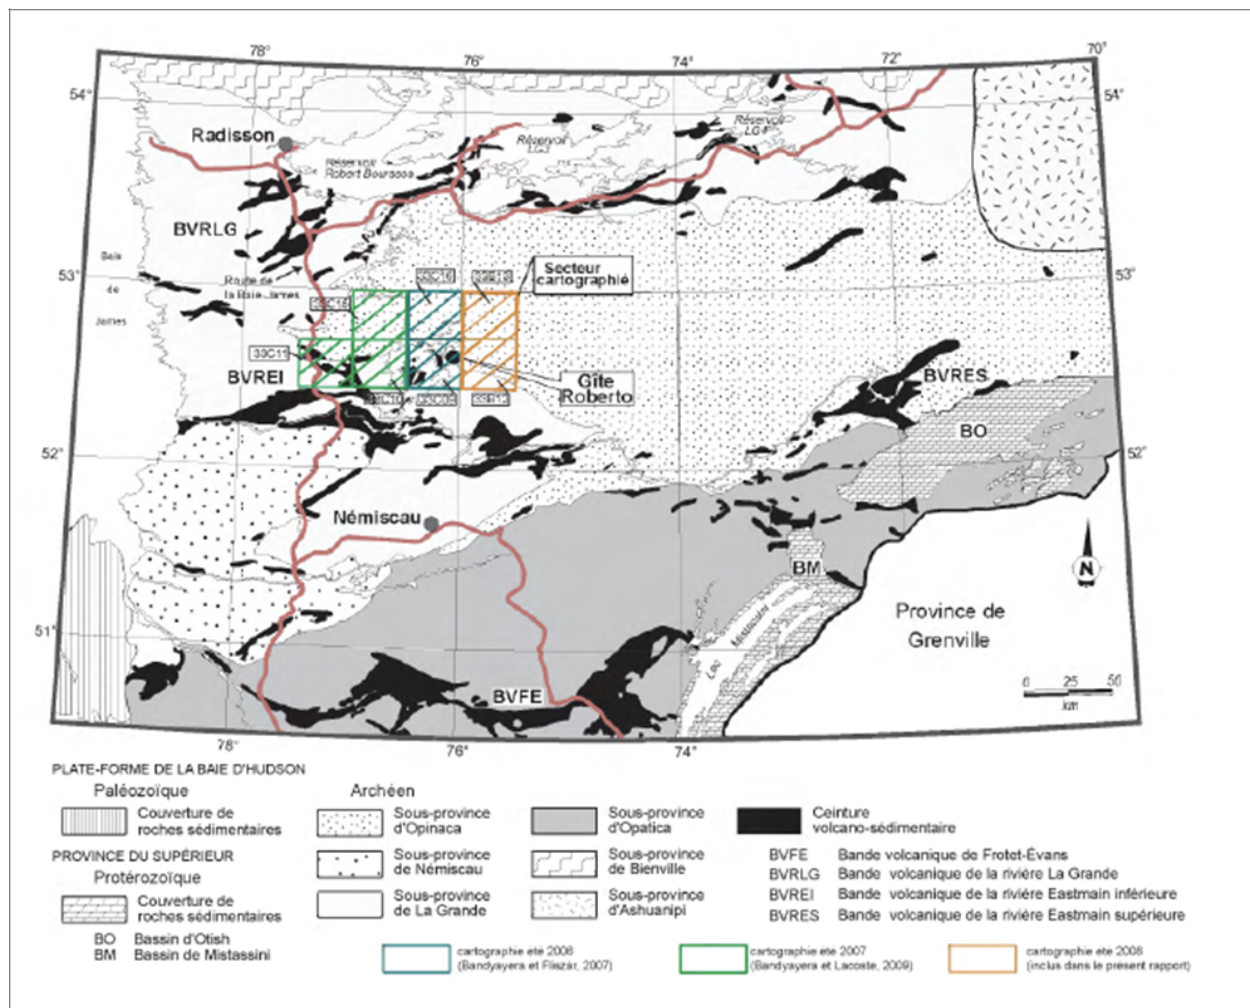 78°
76°
74°
72°
70°
54°
54°
Radisson
Réservoir
LG4
Réservoir
LG3
Réservoir
Robert Bourassa
BVRLG
Baie
de
James
53°
53°
Route de
la Baie James
33C16
Secteur
cartographié
33C11
BVREI
Gîte
Roberto
BVRES
BO
52°
52°
Némiscau
BM
N
Lac Mistassini
Province de
Grenville
51°
BVFE
0 25 50
km
78°
76°
74°
PLATE-FORME DE LA BAIE D'HUDSON
Paléozoïque
Couverture de
roches sédimentaires
PROVINCE DU SUPÉRIEUR
Protérozoïque
Couverture de
roches sédimentaires
BO Bassin d'Otish
BM Bassin de Mistassini
Archéen
Sous-province
d'Opinaca
Sous-province
de Némiscau
Sous-province
de La Grande
Sous-province
d'Opatica
Sous-province
de Bienville
Sous-province
d'Ashuanipi
Ceinture
volcano-sédimentaire
BVFE Bande volcanique de Frotet-Évans
BVRLG Bande volcanique de la rivière La Grande
BVREI Bande volcanique de la rivière Eastmain inférieure
BVRES Bande volcanique de la rivière Eastmain supérieure
cartographie été 2006
(Bandyayera et Fliszár, 2007)
cartographie été 2007
(Bandyayera et Lacoste, 2009)
cartographie été 2008
(inclus dans le présent rapport)